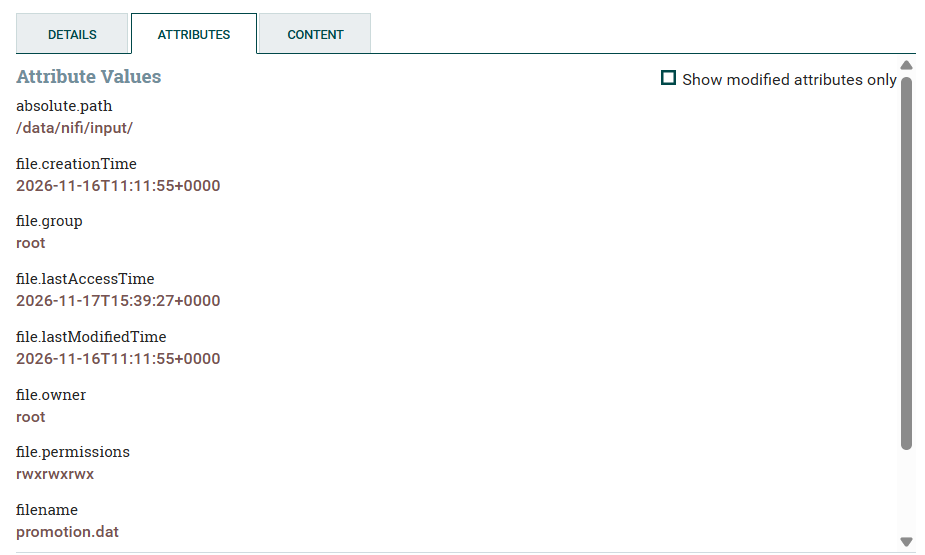 DETAILS
ATTRIBUTES
CONTENT
Attribute Values
Show modified attributes only
absolute.path
/data/nifi/input/
file.creationTime
2026-11-16T11:11:55+0000
file.group
root
file.lastAccessTime
2026-11-17T15:39:27+0000
file.lastModifiedTime
2026-11-16T11:11:55+0000
file.owner
root
file.permissions
rwxrwxrwx
filename
promotion.dat